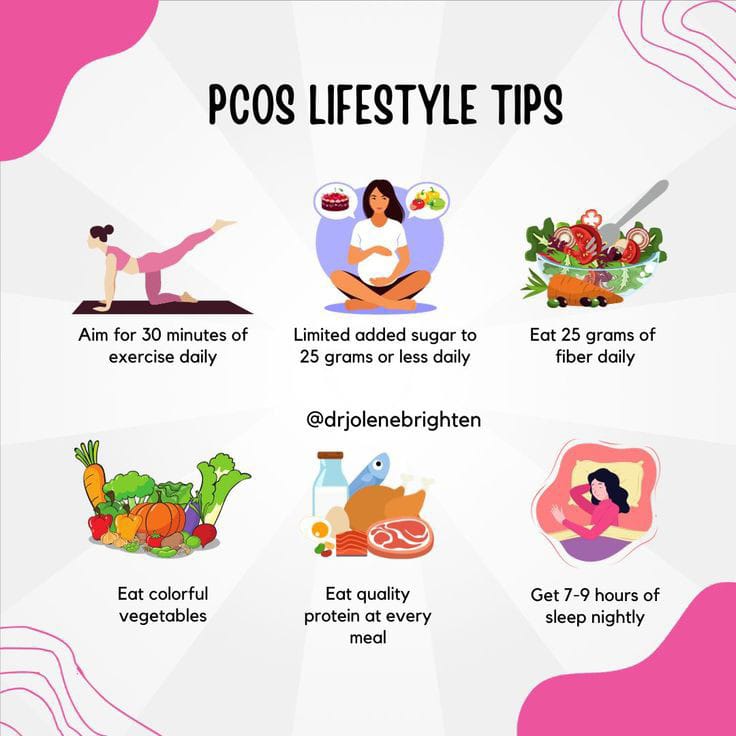 PCOS LIFESTYLE TIPS
Aim for 30 minutes of
exercise daily
Limited added sugar to
25 grams or less daily
Eat 25 grams of
fiber daily
@drjolenebrighten
Eat colorful
vegetables
Eat quality
protein at every
meal
Get 7-9 hours of
sleep nightly